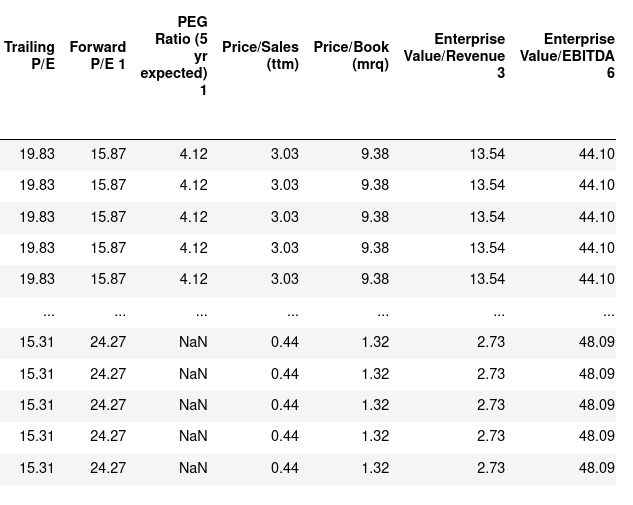 Trailing P/E Forward P/E 1 PEG Ratio (5 yr expected) 1 Price/Sales (ttm) Price/Book (mrq) Enterprise Value/Revenue 3 Enterprise Value/EBITDA 6
19.83 15.87 4.12 3.03 9.38 13.54 44.10
19.83 15.87 4.12 3.03 9.38 13.54 44.10
19.83 15.87 4.12 3.03 9.38 13.54 44.10
19.83 15.87 4.12 3.03 9.38 13.54 44.10
19.83 15.87 4.12 3.03 9.38 13.54 44.10
... ... ... ... ... ... ...
15.31 24.27 NaN 0.44 1.32 2.73 48.09
15.31 24.27 NaN 0.44 1.32 2.73 48.09
15.31 24.27 NaN 0.44 1.32 2.73 48.09
15.31 24.27 NaN 0.44 1.32 2.73 48.09
15.31 24.27 NaN 0.44 1.32 2.73 48.09